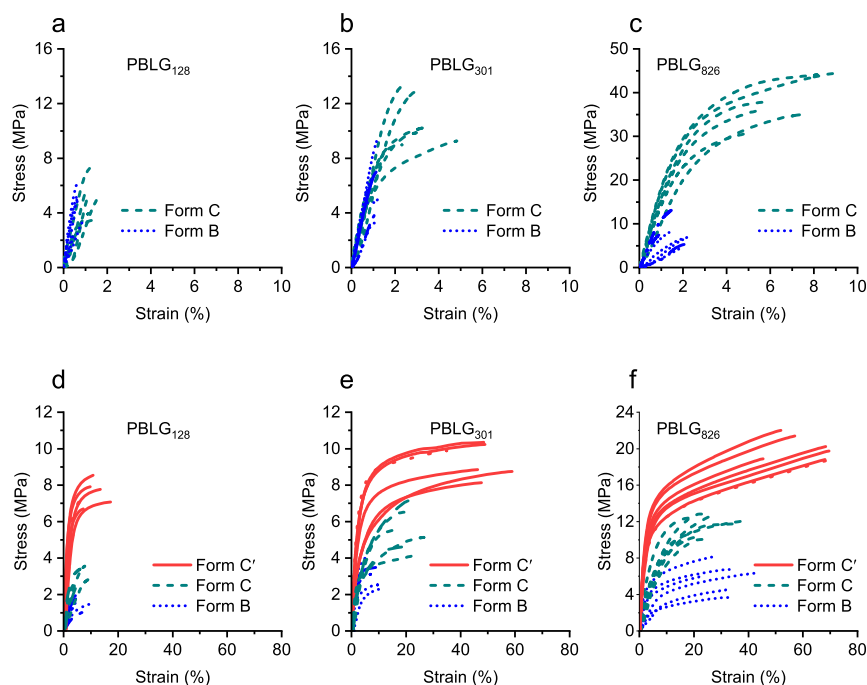 a
PBLG128
Stress (MPa)
16
12
8
4
0
Form C
Form B
0 2 4 6 8 10
Strain (%)
b
PBLG301
Stress (MPa)
16
12
8
4
0
Form C
Form B
0 2 4 6 8 10
Strain (%)
c
PBLG826
Stress (MPa)
50
40
30
20
10
0
Form C
Form B
0 2 4 6 8 10
Strain (%)
d
PBLG128
Stress (MPa)
12
10
8
6
4
2
0
Form C′
Form C
Form B
0 20 40 60 80
Strain (%)
e
PBLG301
Stress (MPa)
12
10
8
6
4
2
0
Form C′
Form C
Form B
0 20 40 60 80
Strain (%)
f
PBLG826
Stress (MPa)
24
20
16
12
8
4
0
Form C′
Form C
Form B
0 20 40 60 80
Strain (%)